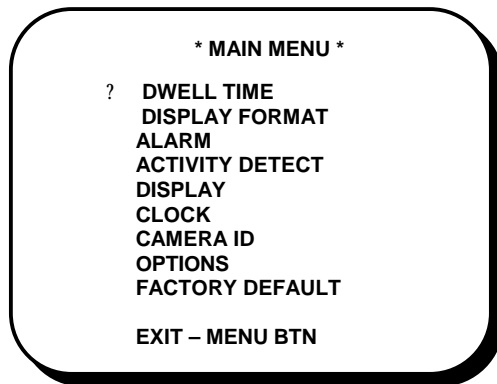 * MAIN MENU *
? DWELL TIME
DISPLAY FORMAT
ALARM
ACTIVITY DETECT
DISPLAY
CLOCK
CAMERA ID
OPTIONS
FACTORY DEFAULT
EXIT – MENU BTN